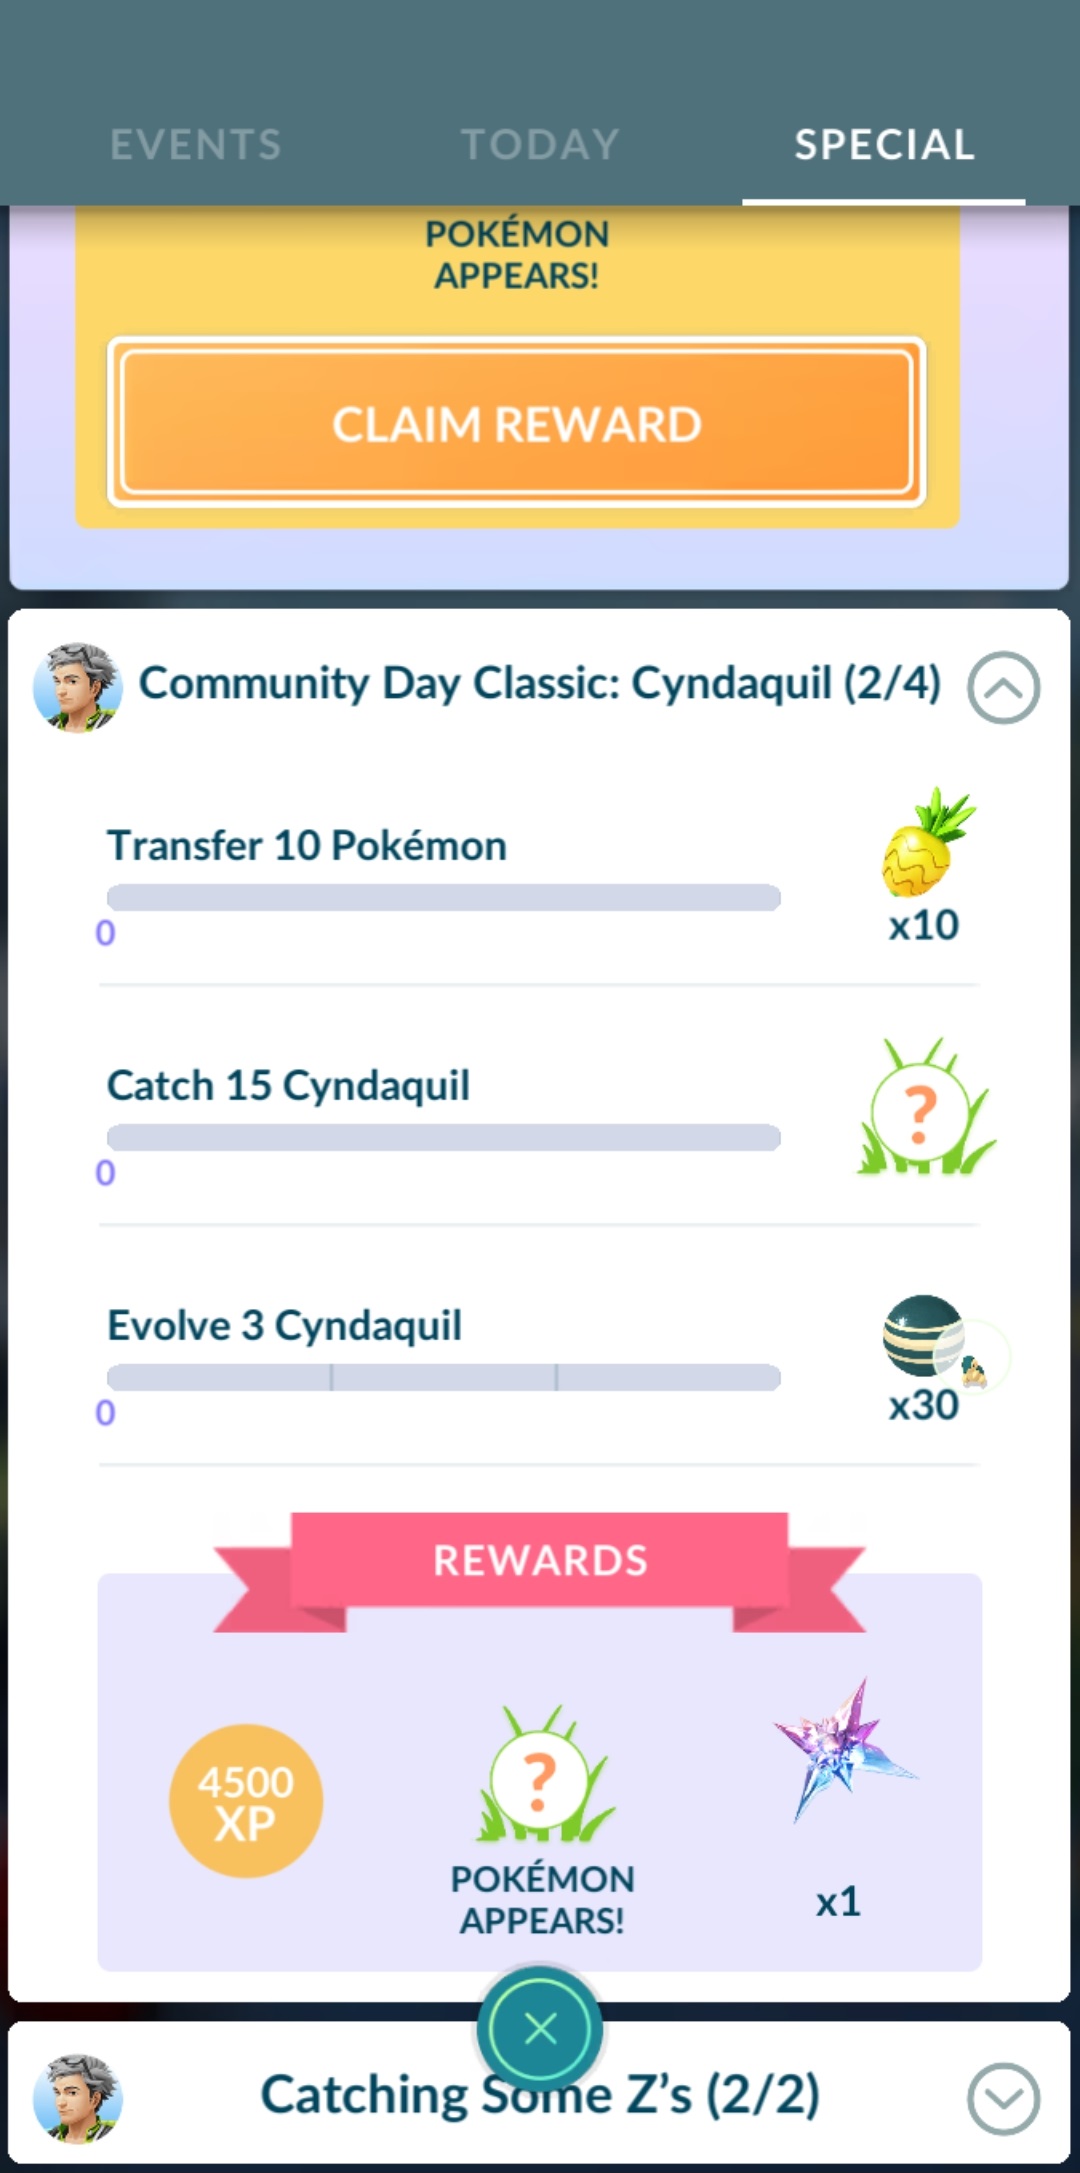 EVENTS
TODAY
SPECIAL
POKÉMON
APPEARS!
CLAIM REWARD
Community Day Classic: Cyndaquil (2/4)
Transfer 10 Pokémon
0
x10
Catch 15 Cyndaquil
0
?
Evolve 3 Cyndaquil
0
x30
REWARDS
4500
XP
?
POKÉMON
APPEARS!
x1
Catching Some Z's (2/2)